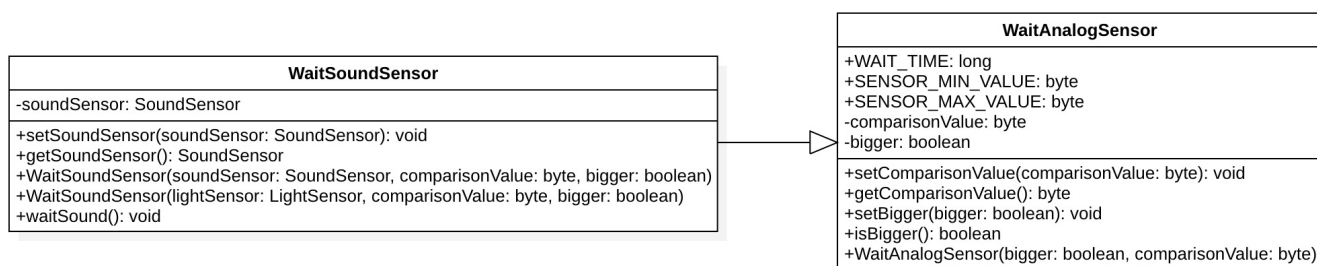 WaitSoundSensor
-soundSensor: SoundSensor
+setSoundSensor(soundSensor: SoundSensor): void
+getSoundSensor(): SoundSensor
+WaitSoundSensor(soundSensor: SoundSensor, comparisonValue: byte, bigger: boolean)
+WaitSoundSensor(lightSensor: LightSensor, comparisonValue: byte, bigger: boolean)
+waitSound(): void
WaitAnalogSensor
+WAIT_TIME: long
+SENSOR_MIN_VALUE: byte
+SENSOR_MAX_VALUE: byte
-comparisonValue: byte
-bigger: boolean
+setComparisonValue(comparisonValue: byte): void
+getComparisonValue(): byte
+setBigger(bigger: boolean): void
+isBigger(): boolean
+WaitAnalogSensor(bigger: boolean, comparisonValue: byte)